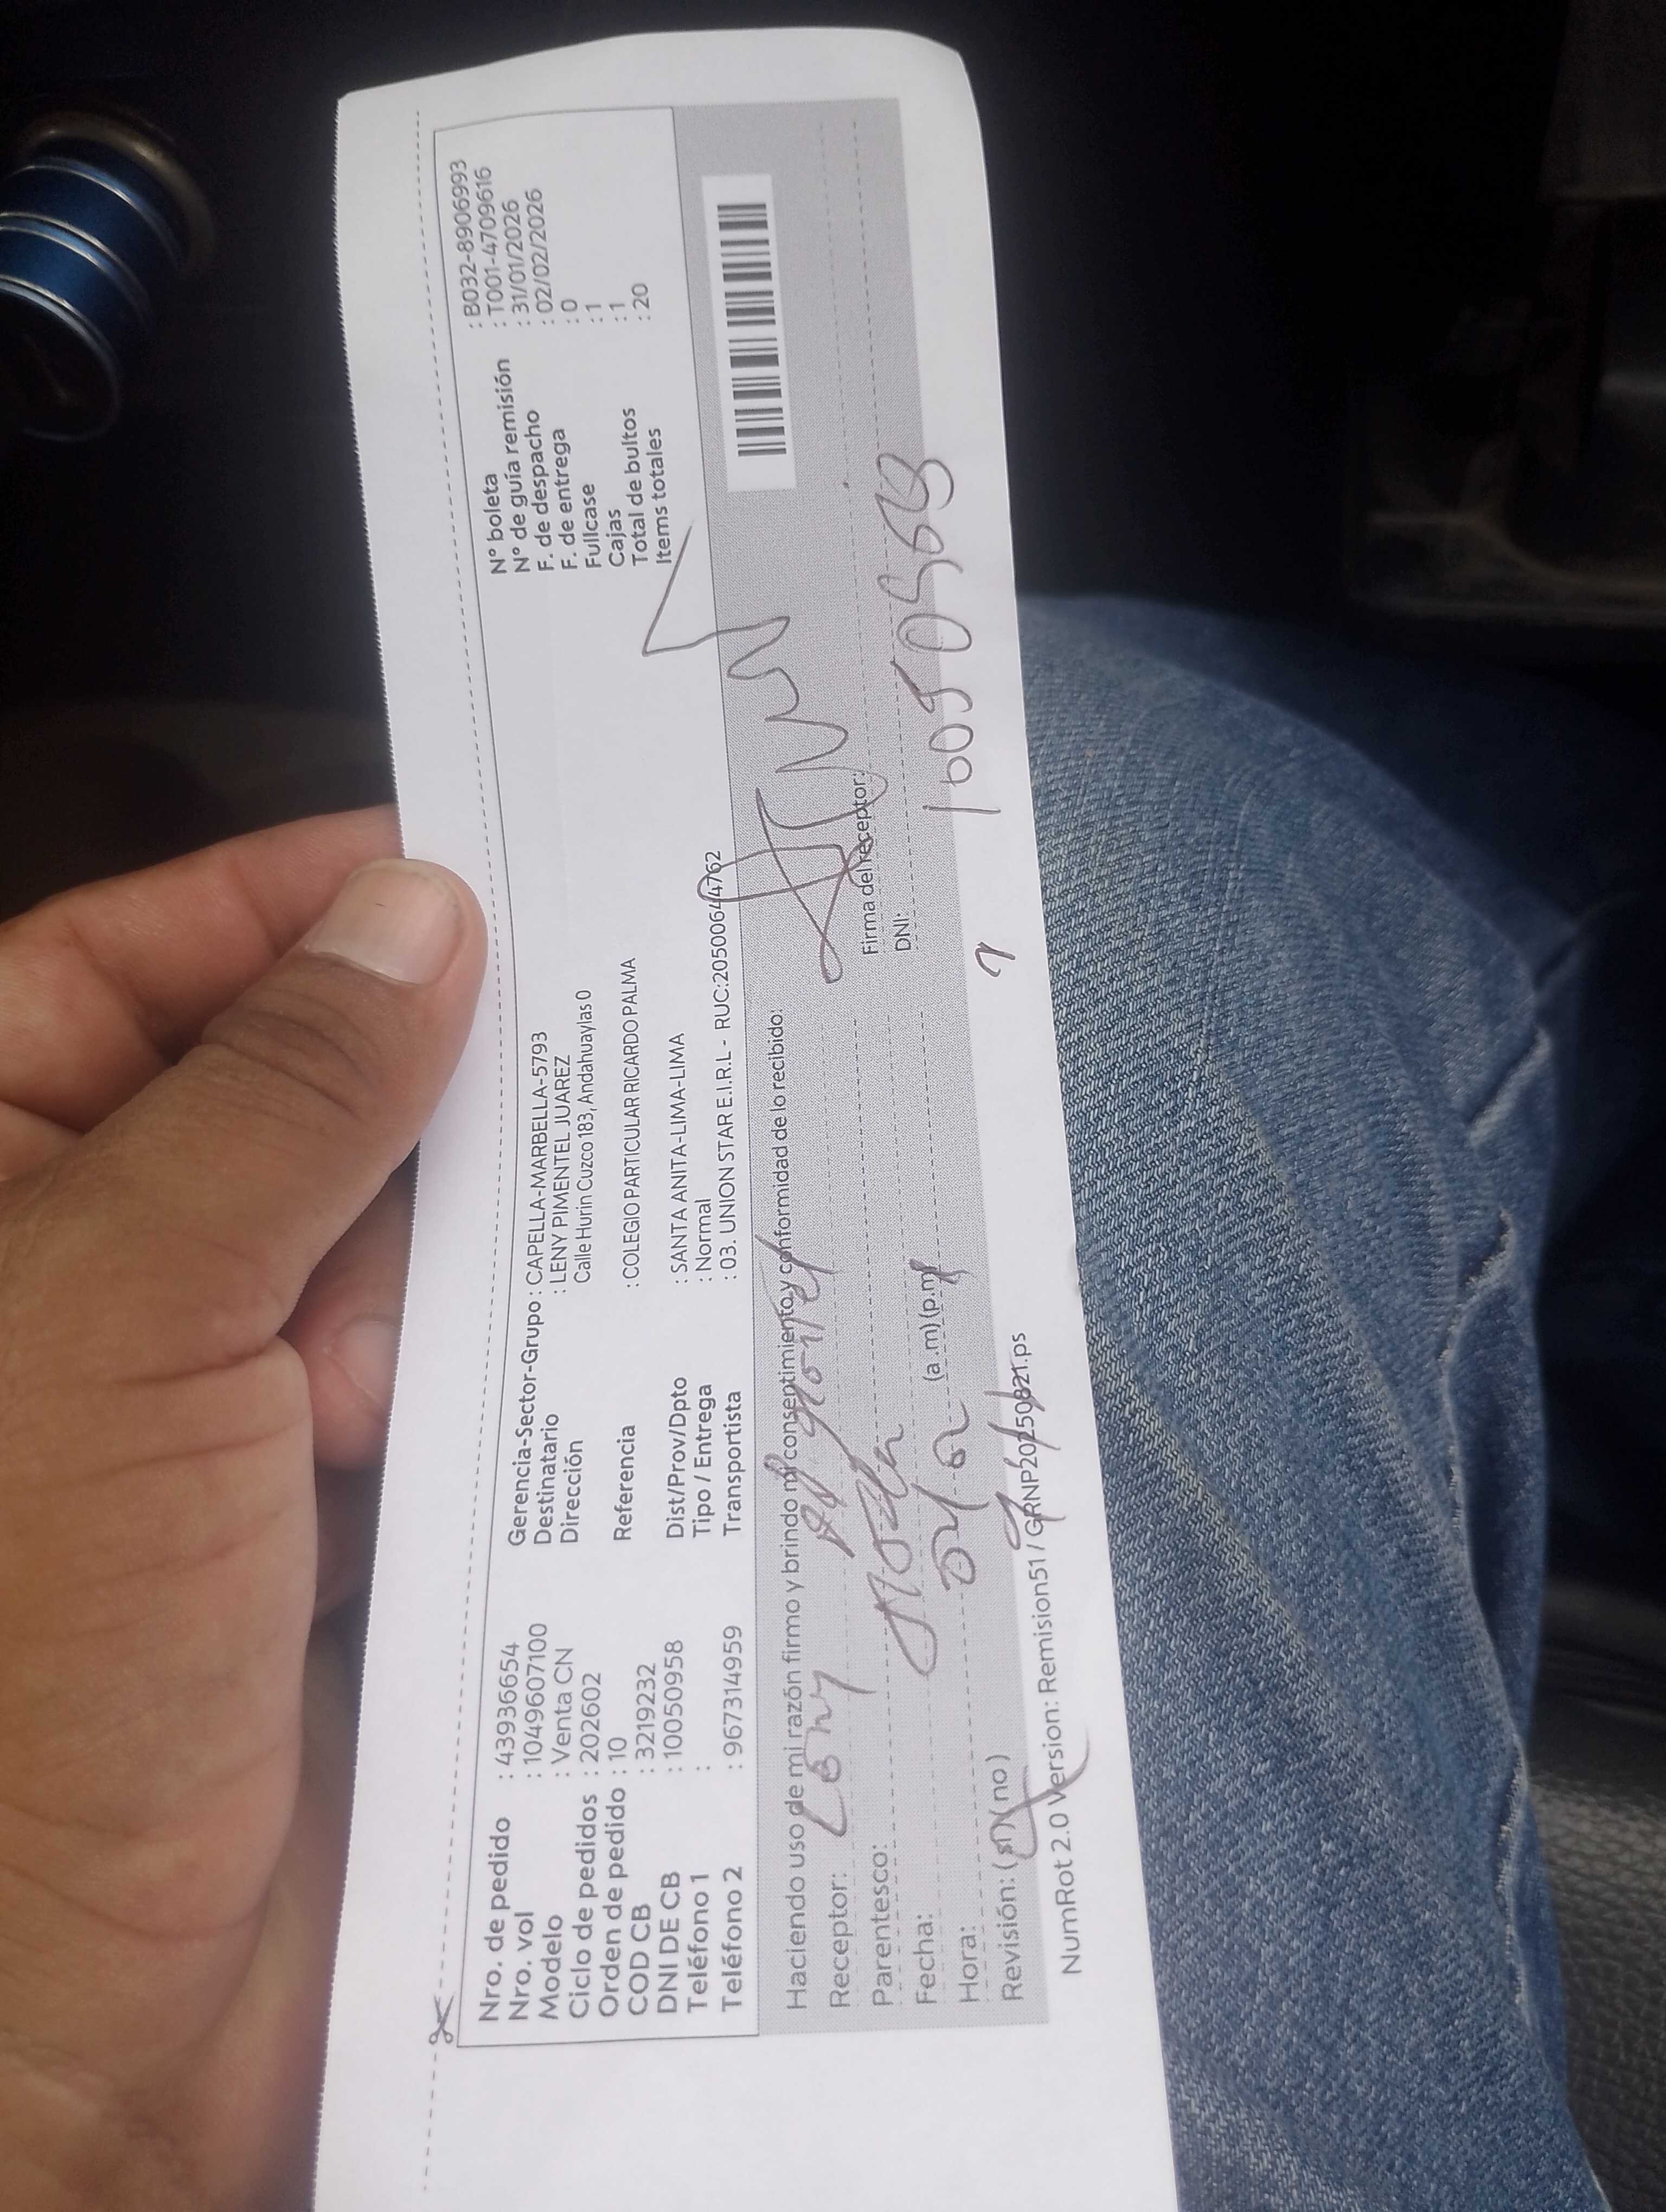 Nro. de pedido : 43936654
Nro. vol : 1049607100
Modelo : Venta CN
Ciclo de pedidos : 202602
Orden de pedido : 10
COD CB : 3219232
DNI DE CB : 10050958
Teléfono 1 :
Teléfono 2 : 967314959
Gerencia-Sector-Grupo : CAPELLA-MARBELLA-5793
Destinatario : LENY PIMENTEL JUAREZ
Dirección Calle Hurin Cuzco 183, Andahuaylas 0
Referencia : COLEGIO PARTICULAR RICARDO PALMA
Dist/Prov/Dpto : SANTA ANITA-LIMA-LIMA
Tipo / Entrega : Normal
Transportista : 03. UNION STAR E.I.R.L - RUC:20500644762
N° boleta : B032-8906993
N° de guía remisión : T001-4709616
F. de despacho : 31/01/2026
F. de entrega : 02/02/2026
Fullcase : 0
Cajas : 1
Total de bultos : 1
Items totales : 20
Haciendo uso de mi razón firmo y brindo mi consentimiento y conformidad de lo recibido:
Receptor: Leny
Parentesco:
Fecha:
Hora: (a.m) (p.m)
Revisión: (si) (no)
Firma del receptor:
DNI:
NumRot 2.0 Version: Remision51 / GRNP20250821.ps